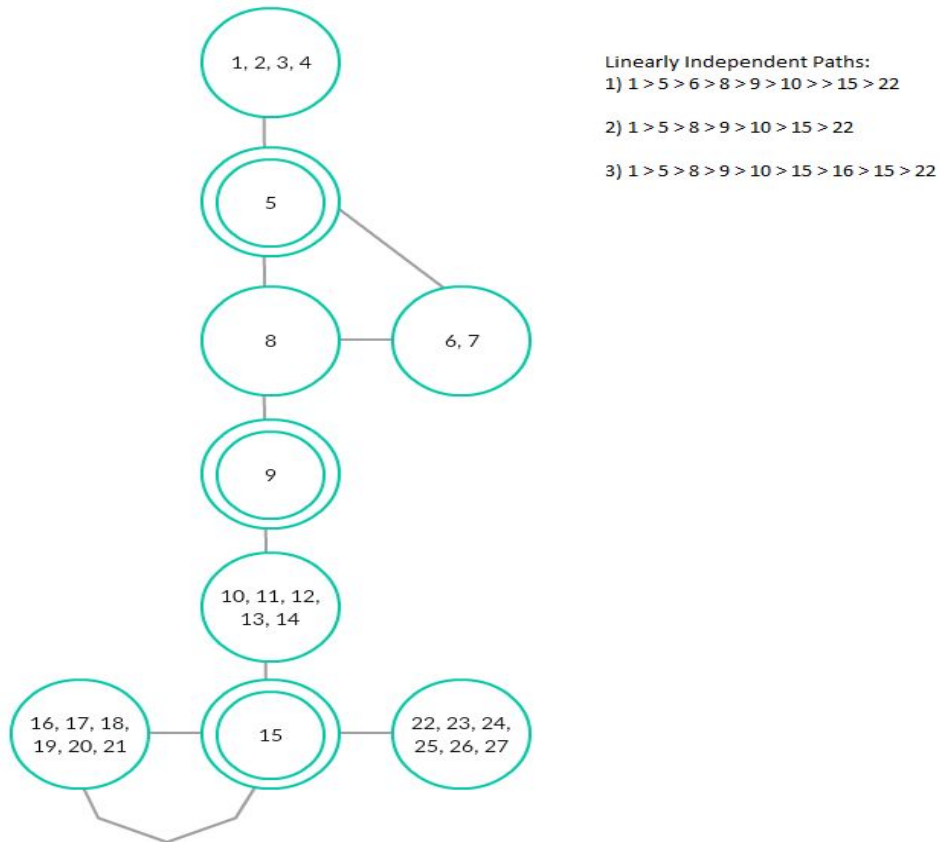 1, 2, 3, 4
Linearly Independent Paths:
1) 1 > 5 > 6 > 8 > 9 > 10 > > 15 > 22
2) 1 > 5 > 8 > 9 > 10 > 15 > 22
3) 1 > 5 > 8 > 9 > 10 > 15 > 16 > 15 > 22
5
8
6, 7
9
10, 11, 12,
13, 14
16, 17, 18,
19, 20, 21
15
22, 23, 24,
25, 26, 27